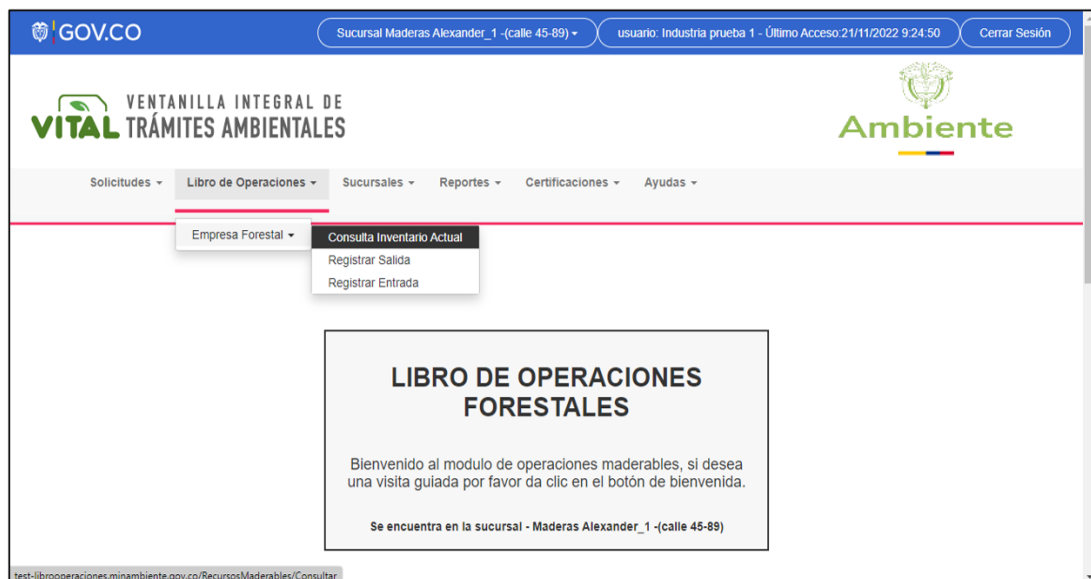 GOV.CO
Sucursal Maderas Alexander_1 -(calle 45-89)
usuario: Industria prueba 1 - Último Acceso:21/11/2022 9:24:50
Cerrar Sesión
VENTANILLA INTEGRAL DE
VITAL TRÁMITES AMBIENTALES
Ambiente
Solicitudes
Libro de Operaciones
Sucursales
Reportes
Certificaciones
Ayudas
Empresa Forestal
Consulta Inventario Actual
Registrar Salida
Registrar Entrada
LIBRO DE OPERACIONES
FORESTALES
Bienvenido al modulo de operaciones maderables, si desea
una visita guiada por favor da clic en el botón de bienvenida.
Se encuentra en la sucursal - Maderas Alexander_1 -(calle 45-89)
test-librooperaciones.minambiente.gov.co/RecursosMaderables/Consultar